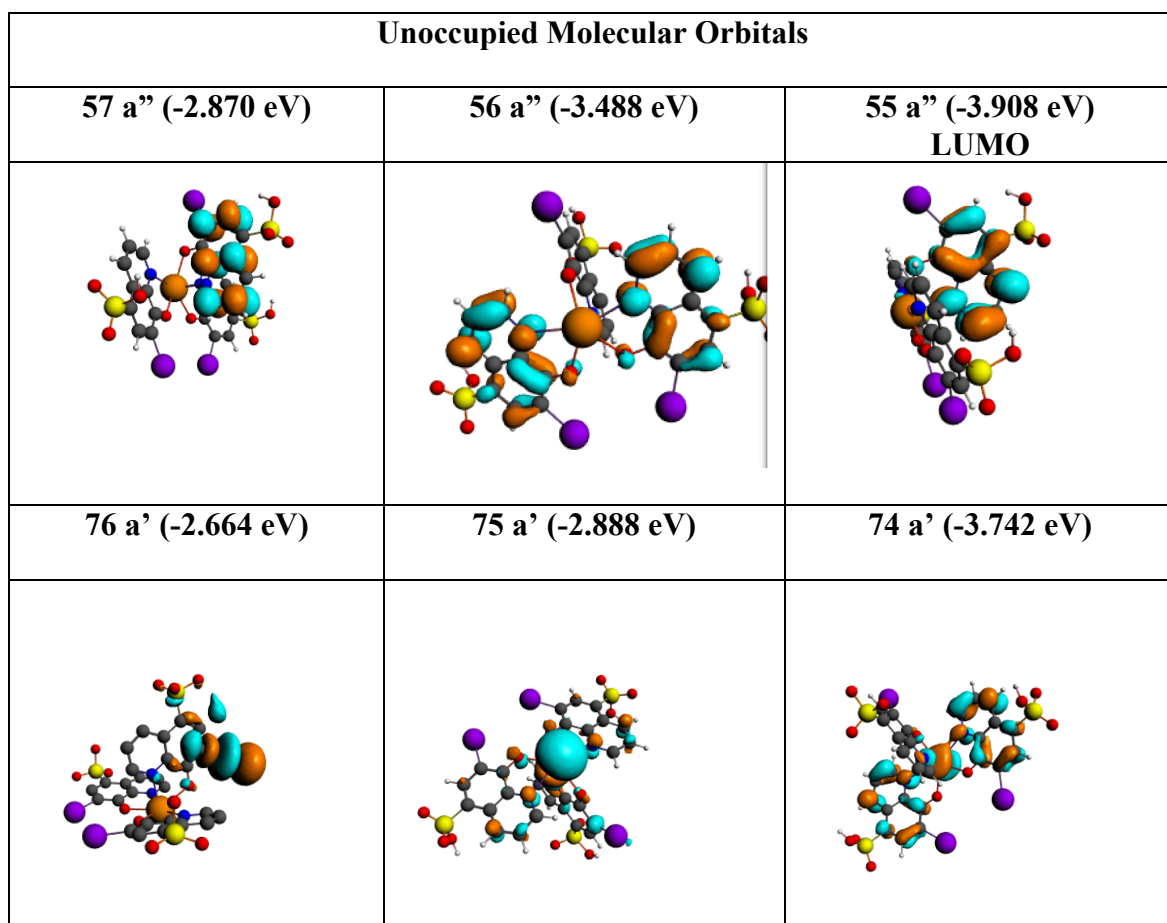 Unoccupied Molecular Orbitals
57 a” (-2.870 eV)
56 a” (-3.488 eV)
55 a” (-3.908 eV)
LUMO
76 a’ (-2.664 eV)
75 a’ (-2.888 eV)
74 a’ (-3.742 eV)